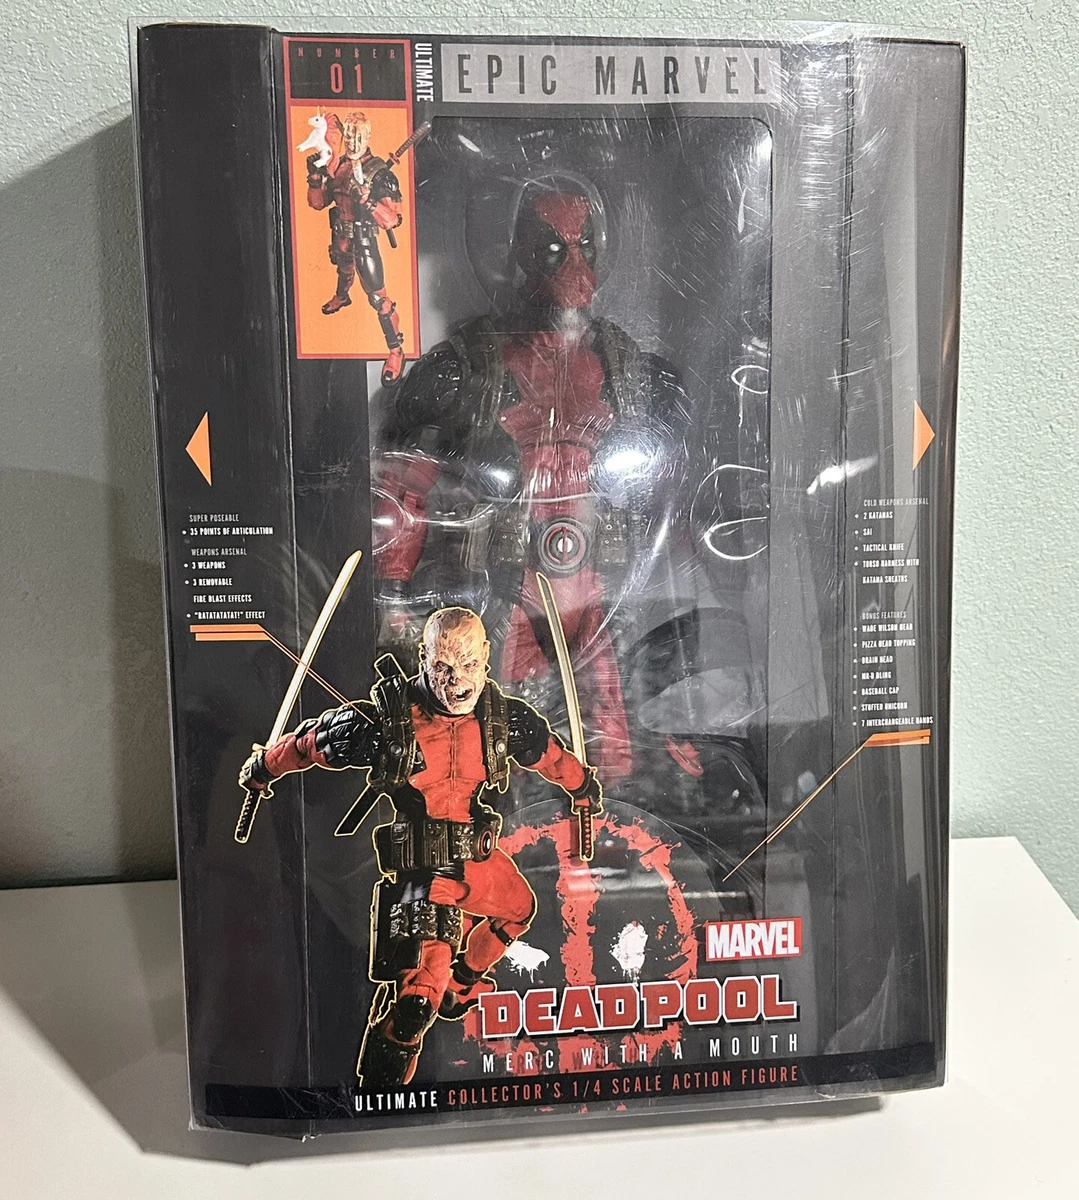 NUMBER
01
ULTIMATE
EPIC MARVEL
SUPER POSEABLE
• 35 POINTS OF ARTICULATION
WEAPONS ARSENAL
• 3 WEAPONS
• 3 REMOVABLE
FIRE BLAST EFFECTS
• "RATATATATAT!" EFFECT
COLD WEAPONS ARSENAL
• 2 KATANAS
• SAI
• TACTICAL KNIFE
• TORSO HARNESS WITH
KATANA SHEATHS
BONUS FEATURES
• WADE WILSON HEAD
• PIZZA HEAD TOPPING
• BRAIN HEAD
• MR-D BLING
• BASEBALL CAP
• STUFFED UNICORN
• 7 INTERCHANGEABLE HANDS
MARVEL
DEADPOOL
MERC WITH A MOUTH
ULTIMATE COLLECTOR'S 1/4 SCALE ACTION FIGURE